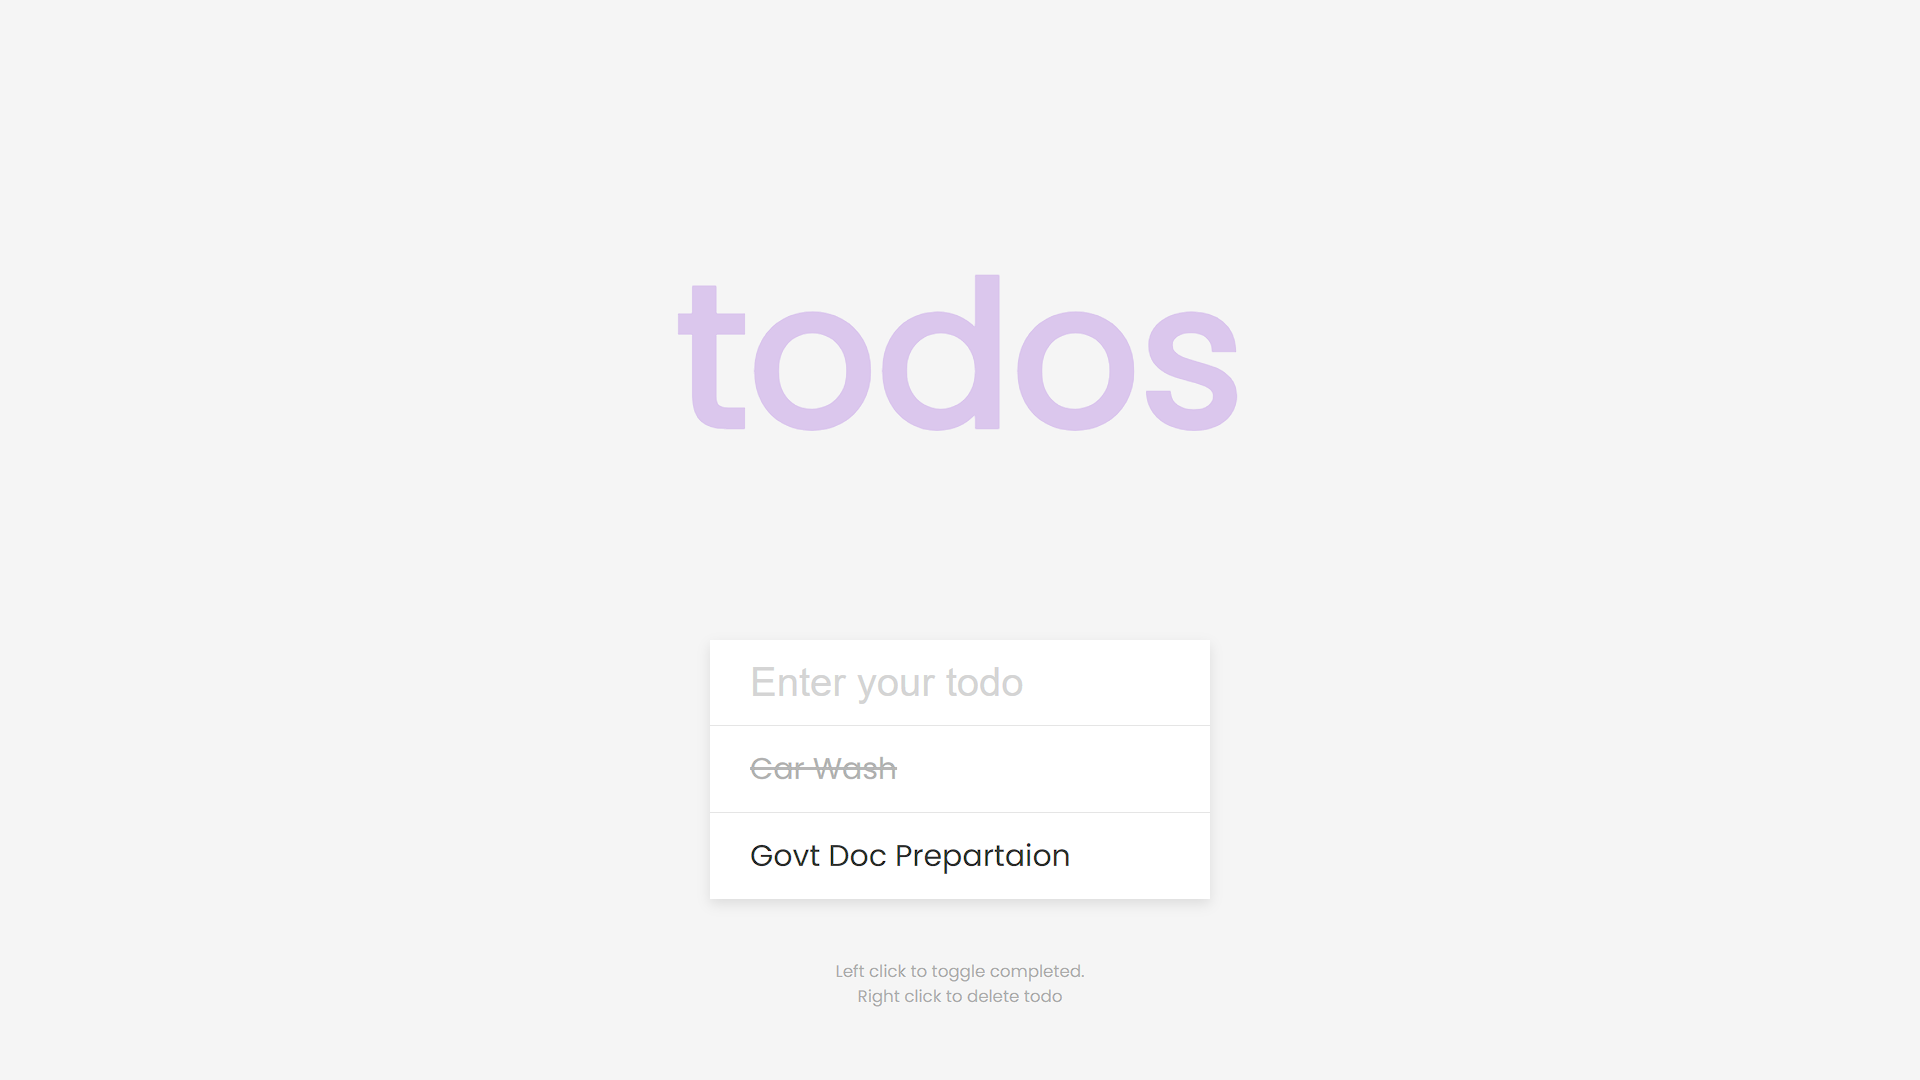 todos
Enter your todo
Car Wash
Govt Doc Prepartaion
Left click to toggle completed.
Right click to delete todo